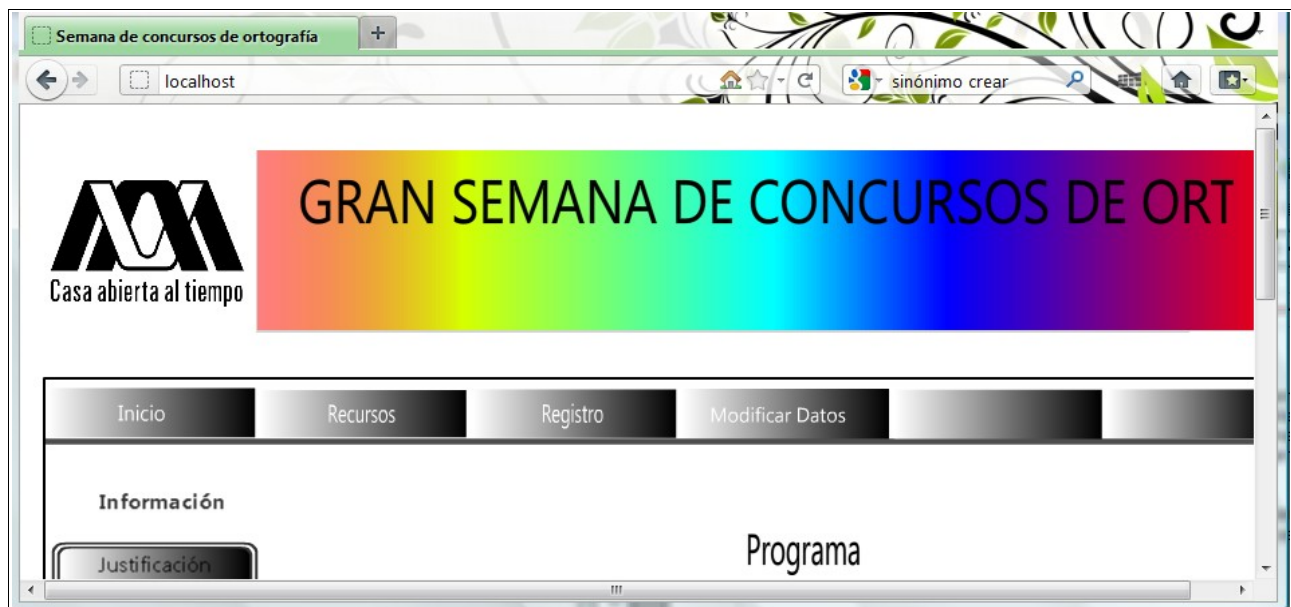 Semana de concursos de ortografía
localhost
sinónimo crear
GRAN SEMANA DE CONCURSOS DE ORT
Casa abierta al tiempo
Inicio Recursos Registro Modificar Datos
Información
Programa
Justificación